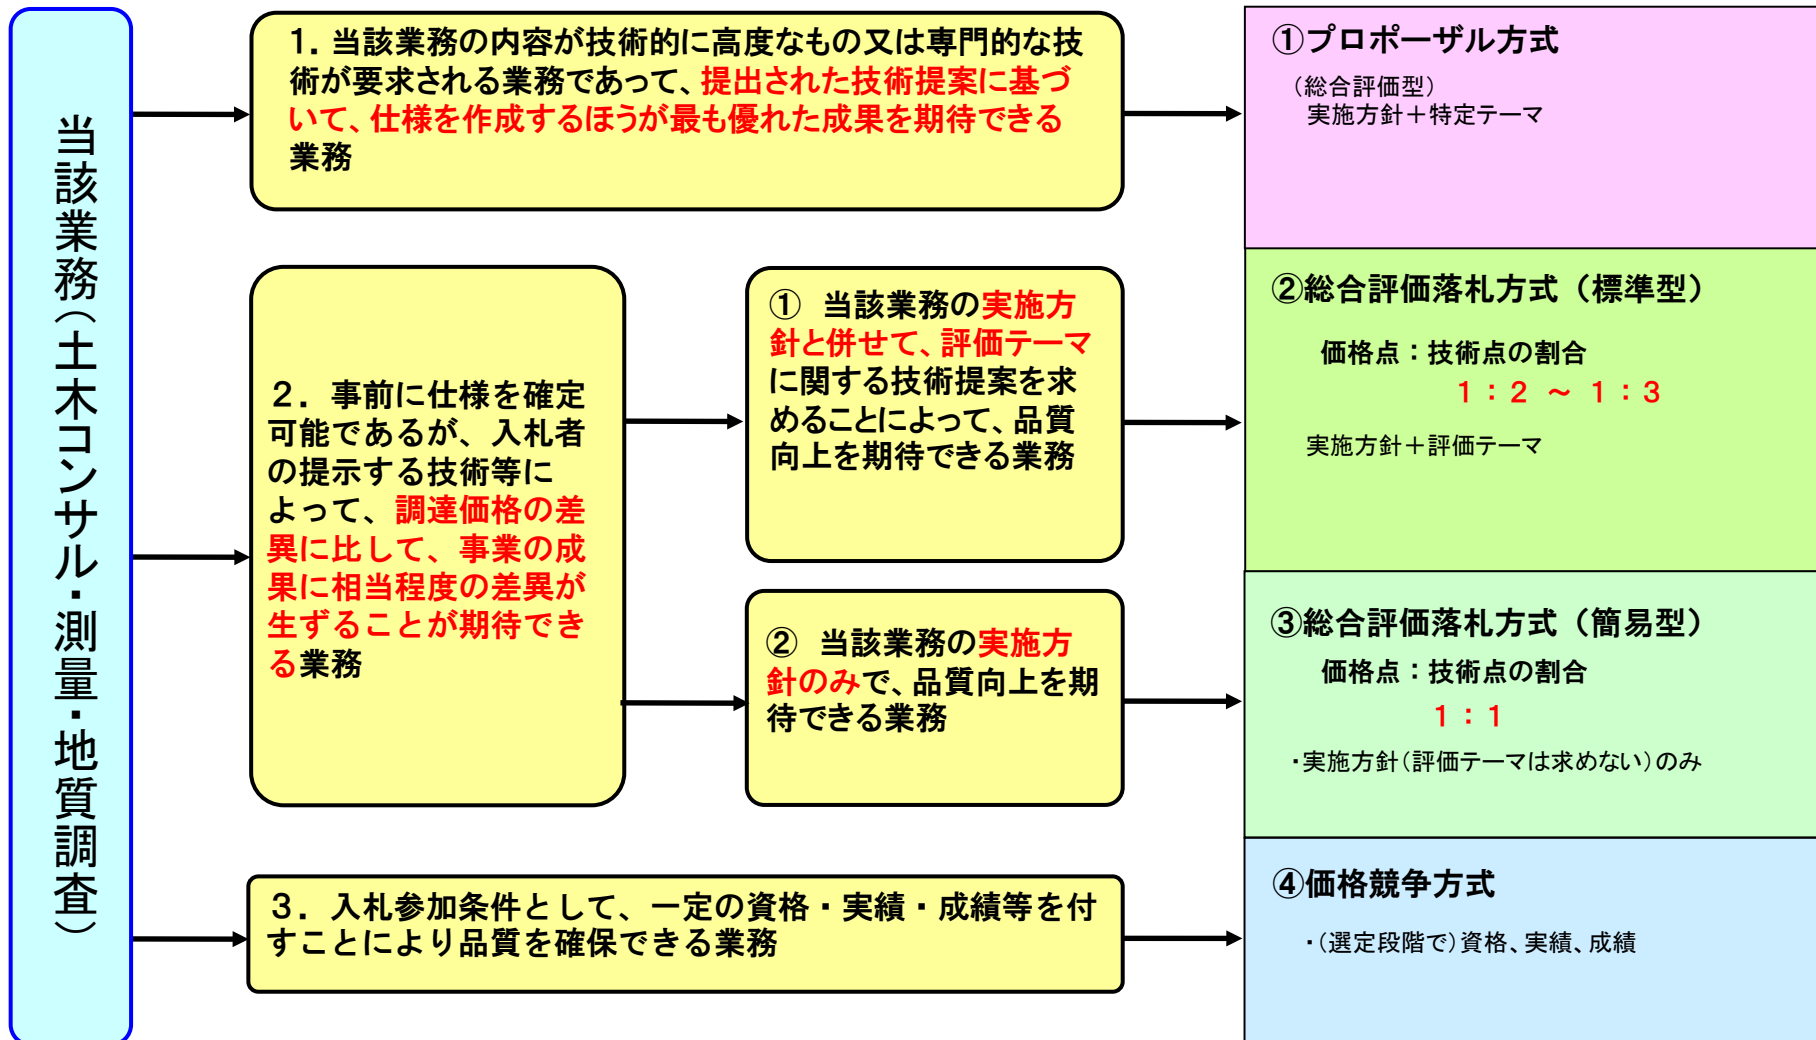 当該業務（土木コンサル・測量・地質調査）
１．当該業務の内容が技術的に高度なもの又は専門的な技
術が要求される業務であって、提出された技術提案に基づ
いて、仕様を作成するほうが最も優れた成果を期待できる
業務
①プロポーザル方式
（総合評価型）
実施方針＋特定テーマ
２．事前に仕様を確定
可能であるが、入札者
の提示する技術等に
よって、調達価格の差
異に比して、事業の成
果に相当程度の差異が
生ずることが期待でき
る業務
① 当該業務の実施方
針と併せて、評価テーマ
に関する技術提案を求
めることによって、品質
向上を期待できる業務
②総合評価落札方式（標準型）
価格点：技術点の割合
１：２ ～ １：３
実施方針＋評価テーマ
② 当該業務の実施方
針のみで、品質向上を期
待できる業務
③総合評価落札方式（簡易型）
価格点：技術点の割合
１：１
・実施方針（評価テーマは求めない）のみ
３．入札参加条件として、一定の資格・実績・成績等を付
すことにより品質を確保できる業務
④価格競争方式
・（選定段階で）資格、実績、成績